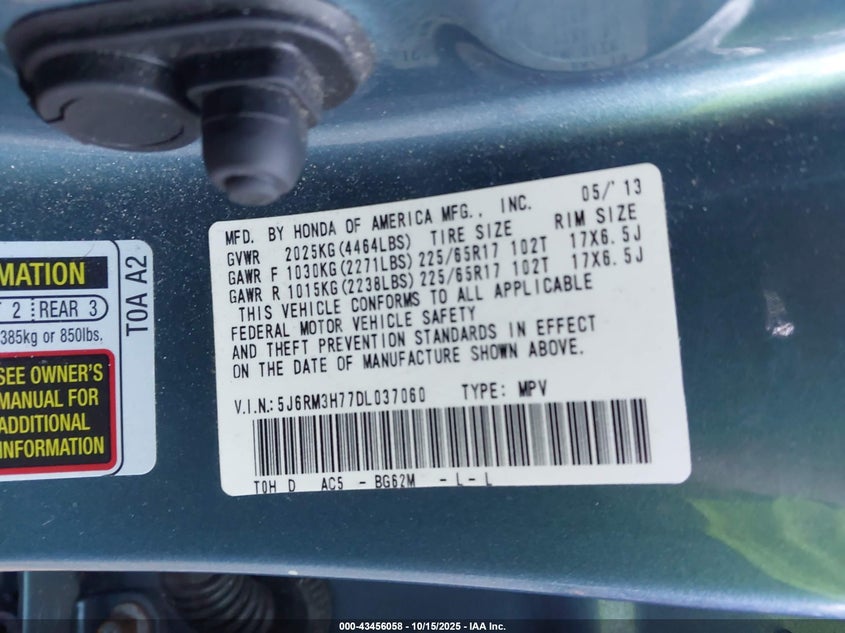 MFD. BY HONDA OF AMERICA MFG., INC. 05/'13
GVWR 2025KG(4464LBS) TIRE SIZE RIM SIZE
GAWR F 1030KG(2271LBS) 225/65R17 102T 17X6.5J
GAWR R 1015KG(2238LBS) 225/65R17 102T 17X6.5J
THIS VEHICLE CONFORMS TO ALL APPLICABLE
FEDERAL MOTOR VEHICLE SAFETY
AND THEFT PREVENTION STANDARDS IN EFFECT
ON THE DATE OF MANUFACTURE SHOWN ABOVE.
V.I.N.: 5J6RM3H77DL037060 TYPE: MPV
T0H D AC5 - BG62M - L - L
MATION
2 REAR 3
385kg or 850lbs.
SEE OWNER'S
MANUAL FOR
ADDITIONAL
INFORMATION
T0A A2
000-43456058 - 10/15/2025 - IAA Inc.